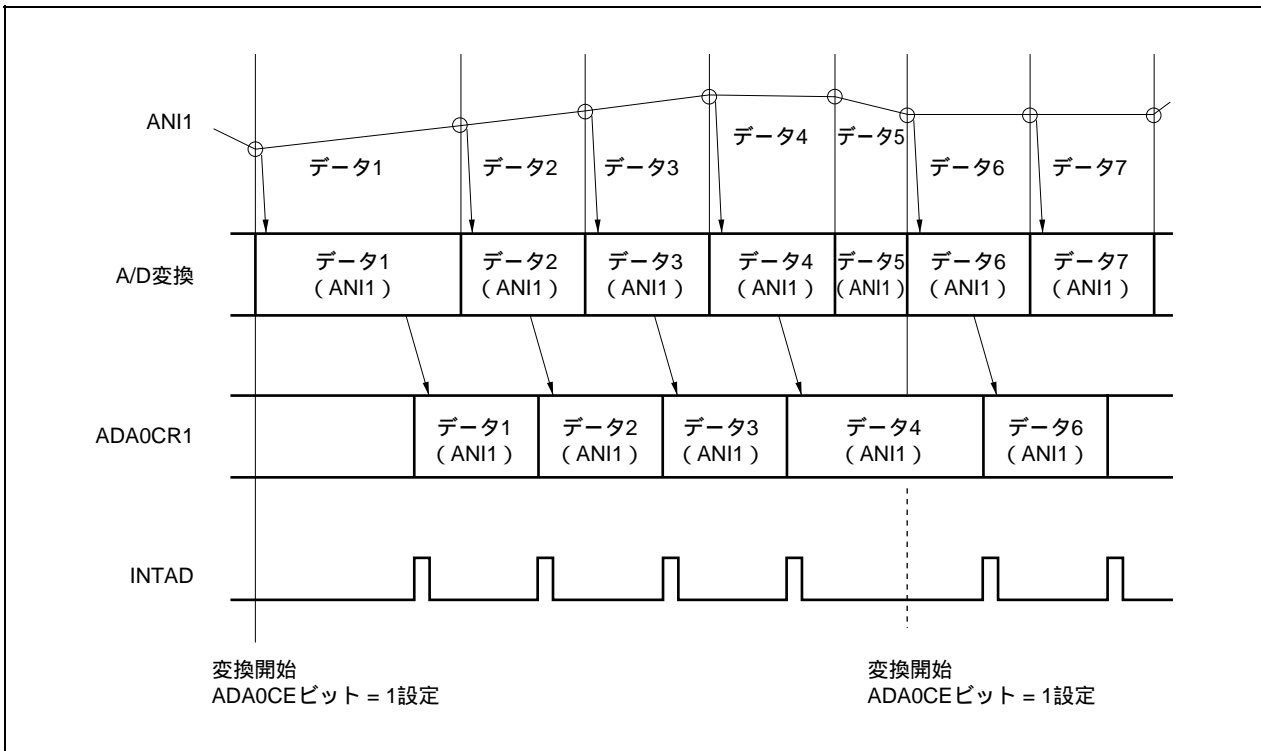 ANI1
データ1
データ2
データ3
データ4
データ5
データ6
データ7
A/D変換
データ1
（ANI1）
データ2
（ANI1）
データ3
（ANI1）
データ4
（ANI1）
データ5
（ANI1）
データ6
（ANI1）
データ7
（ANI1）
ADA0CR1
データ1
（ANI1）
データ2
（ANI1）
データ3
（ANI1）
データ4
（ANI1）
データ6
（ANI1）
INTAD
変換開始
ADA0CEビット = 1設定
変換開始
ADA0CEビット = 1設定